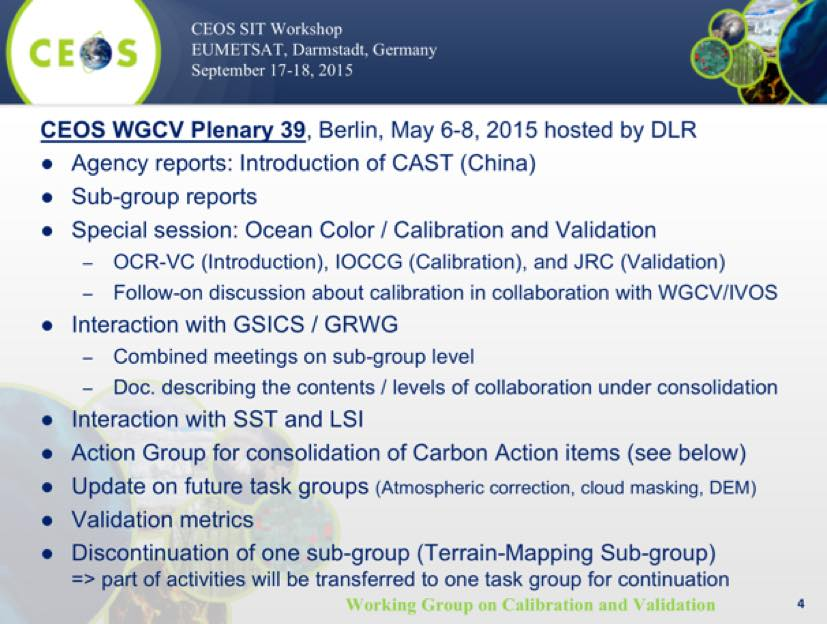 CEOS
CEOS SIT Workshop
EUMETSAT, Darmstadt, Germany
September 17-18, 2015
CEOS WGCV Plenary 39, Berlin, May 6-8, 2015 hosted by DLR
● Agency reports: Introduction of CAST (China)
● Sub-group reports
● Special session: Ocean Color / Calibration and Validation
– OCR-VC (Introduction), IOCCG (Calibration), and JRC (Validation)
– Follow-on discussion about calibration in collaboration with WGCV/IVOS
● Interaction with GSICS / GRWG
– Combined meetings on sub-group level
– Doc. describing the contents / levels of collaboration under consolidation
● Interaction with SST and LSI
● Action Group for consolidation of Carbon Action items (see below)
● Update on future task groups (Atmospheric correction, cloud masking, DEM)
● Validation metrics
● Discontinuation of one sub-group (Terrain-Mapping Sub-group)
=> part of activities will be transferred to one task group for continuation
Working Group on Calibration and Validation
4